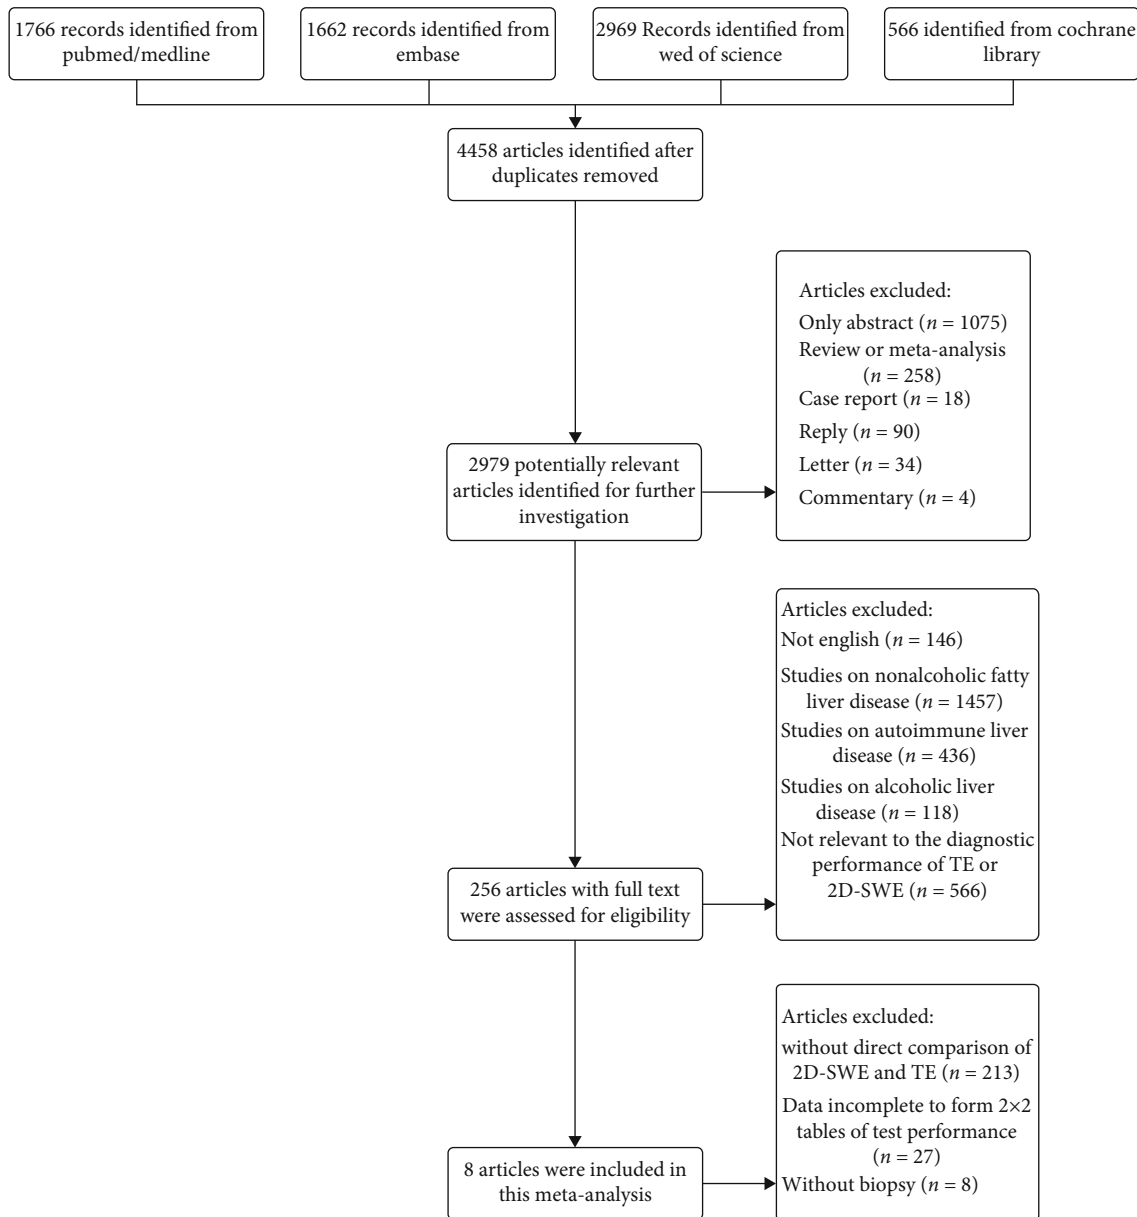 1766 records identified from
pubmed/medline
1662 records identified from
embase
2969 Records identified from
wed of science
566 identified from cochrane
library
4458 articles identified after
duplicates removed
Articles excluded:
Only abstract (n = 1075)
Review or meta-analysis
(n = 258)
Case report (n = 18)
Reply (n = 90)
Letter (n = 34)
Commentary (n = 4)
2979 potentially relevant
articles identified for further
investigation
Articles excluded:
Not english (n = 146)
Studies on nonalcoholic fatty
liver disease (n = 1457)
Studies on autoimmune liver
disease (n = 436)
Studies on alcoholic liver
disease (n = 118)
Not relevant to the diagnostic
performance of TE or
2D-SWE (n = 566)
256 articles with full text
were assessed for eligibility
Articles excluded:
without direct comparison of
2D-SWE and TE (n = 213)
Data incomplete to form 2×2
tables of test performance
(n = 27)
Without biopsy (n = 8)
8 articles were included in
this meta-analysis